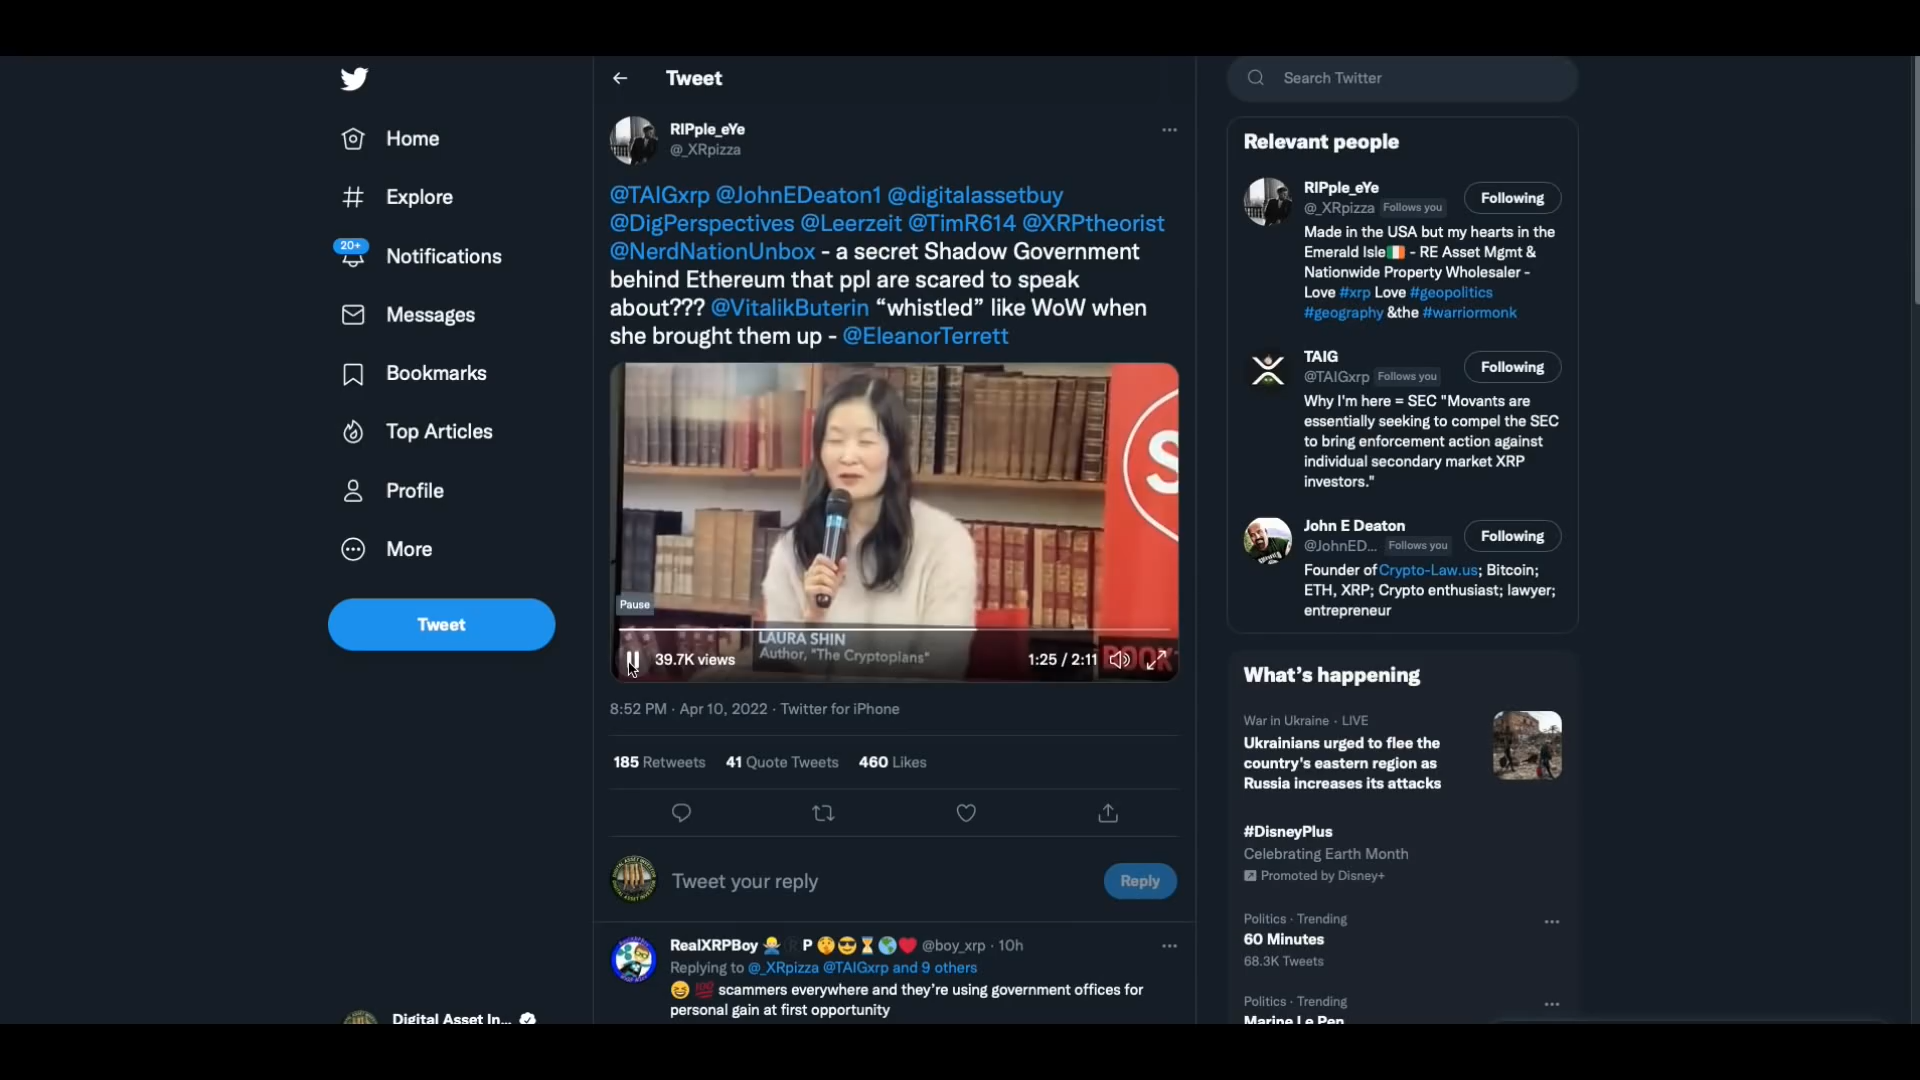 Tweet
Search Twitter
Home
Explore
20+
Notifications
Messages
Bookmarks
Top Articles
Profile
More
Tweet
Digital Asset In...
RIPple_eYe
@_XRpizza
@TAIGxrp @JohnEDeaton1 @digitalassetbuy
@DigPerspectives @Leerzeit @TimR614 @XRPtheorist
@NerdNationUnbox - a secret Shadow Government
behind Ethereum that ppl are scared to speak
about??? @VitalikButerin “whistled” like WoW when
she brought them up - @EleanorTerrett
Pause
LAURA SHIN
Author, "The Cryptopians"
39.7K views
1:25 / 2:11
BOOK
8:52 PM · Apr 10, 2022 · Twitter for iPhone
185 Retweets 41 Quote Tweets 460 Likes
Tweet your reply
Reply
RealXRPBoy 🙅‍♂️ R P 🤫😎⌛🌎❤️ @boy_xrp · 10h
Replying to @_XRpizza @TAIGxrp and 9 others
😆 💯 scammers everywhere and they’re using government offices for
personal gain at first opportunity
Relevant people
RIPple_eYe
@_XRpizza Follows you
Following
Made in the USA but my hearts in the
Emerald Isle🇮🇪 - RE Asset Mgmt &
Nationwide Property Wholesaler -
Love #xrp Love #geopolitics
#geography &the #warriormonk
TAIG
@TAIGxrp Follows you
Following
Why I'm here = SEC "Movants are
essentially seeking to compel the SEC
to bring enforcement action against
individual secondary market XRP
investors."
John E Deaton
@JohnED... Follows you
Following
Founder of Crypto-Law.us; Bitcoin;
ETH, XRP; Crypto enthusiast; lawyer;
entrepreneur
What’s happening
War in Ukraine · LIVE
Ukrainians urged to flee the
country's eastern region as
Russia increases its attacks
#DisneyPlus
Celebrating Earth Month
Promoted by Disney+
Politics · Trending
60 Minutes
68.3K Tweets
Politics · Trending
Marine Le Pen